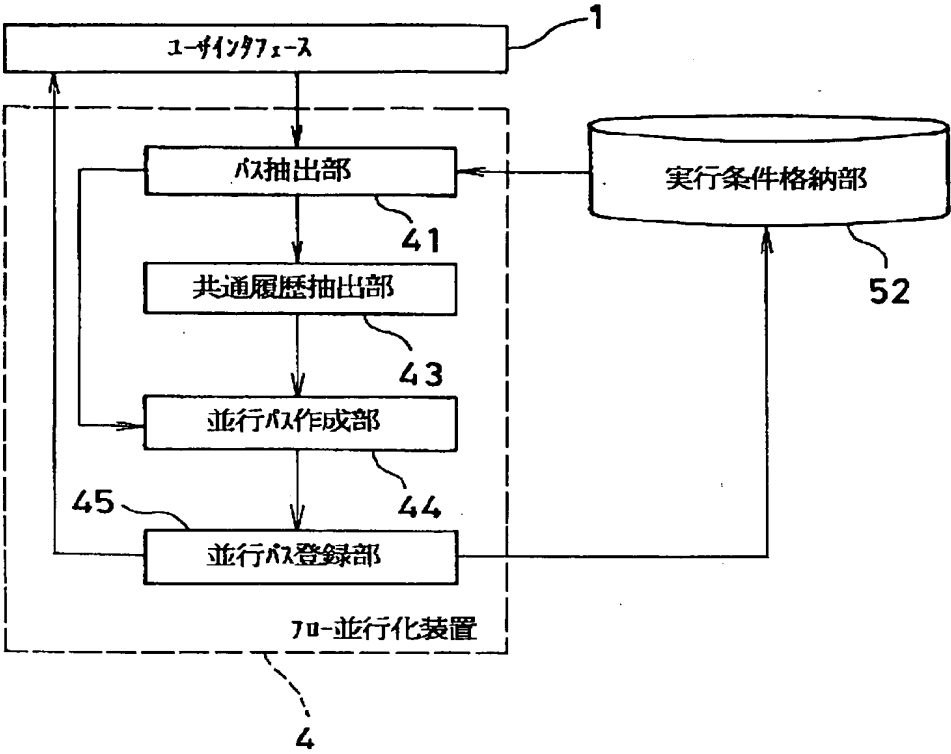 1
ﾕｰｻﾞｲﾝﾀﾌｪｰｽ
ﾊﾟｽ抽出部
41
実行条件格納部
52
共通履歴抽出部
43
並行ﾊﾟｽ作成部
44
45
並行ﾊﾟｽ登録部
ﾌﾛｰ並行化装置
4